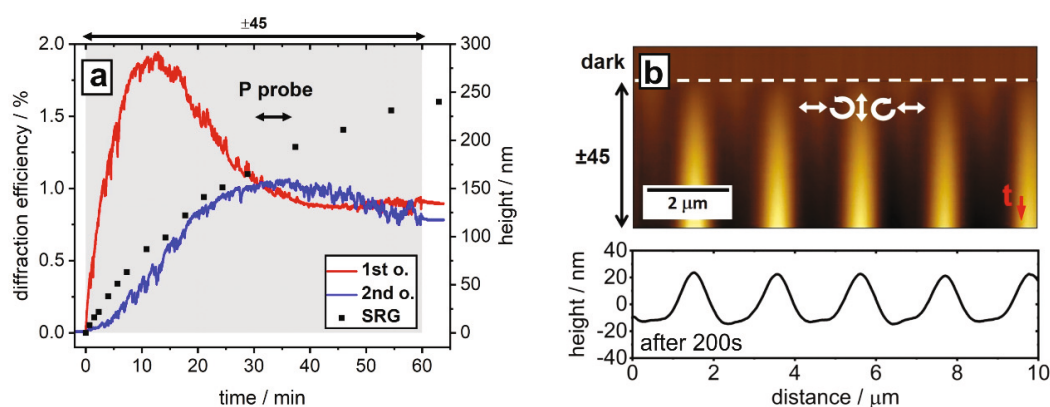 ±45
a
P probe
2.0
1.5
1.0
0.5
0.0
diffraction efficiency / %
300
250
200
150
100
50
0
height / nm
1st o.
2nd o.
SRG
0 10 20 30 40 50 60
time / min
b
dark
±45
2 μm
t
40
20
0
-20
-40
height / nm
after 200s
0 2 4 6 8 10
distance / μm